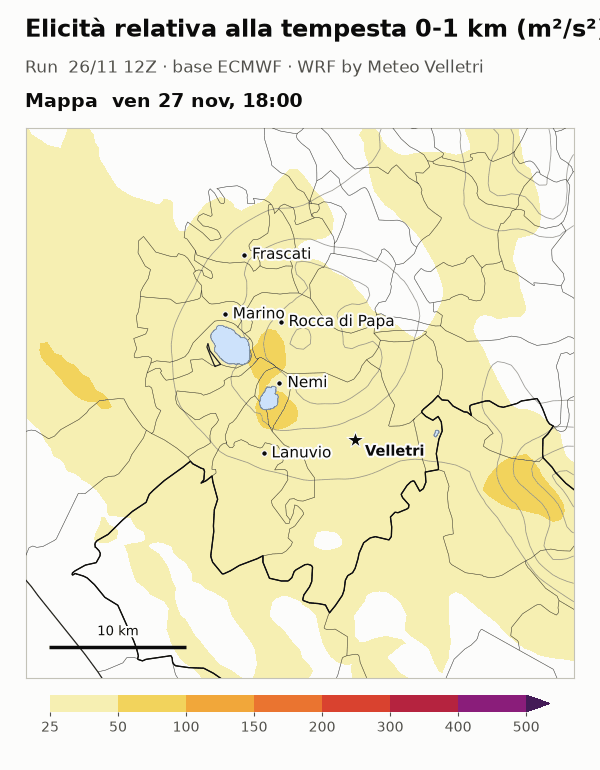 Elicità relativa alla tempesta 0-1 km (m²/s²)
Run  26/11 12Z · base ECMWF · WRF by Meteo Velletri
Mappa  ven 27 nov, 18:00
Frascati
Marino
Rocca di Papa
Nemi
Lanuvio
Velletri
10 km
25 50 100 150 200 300 400 500